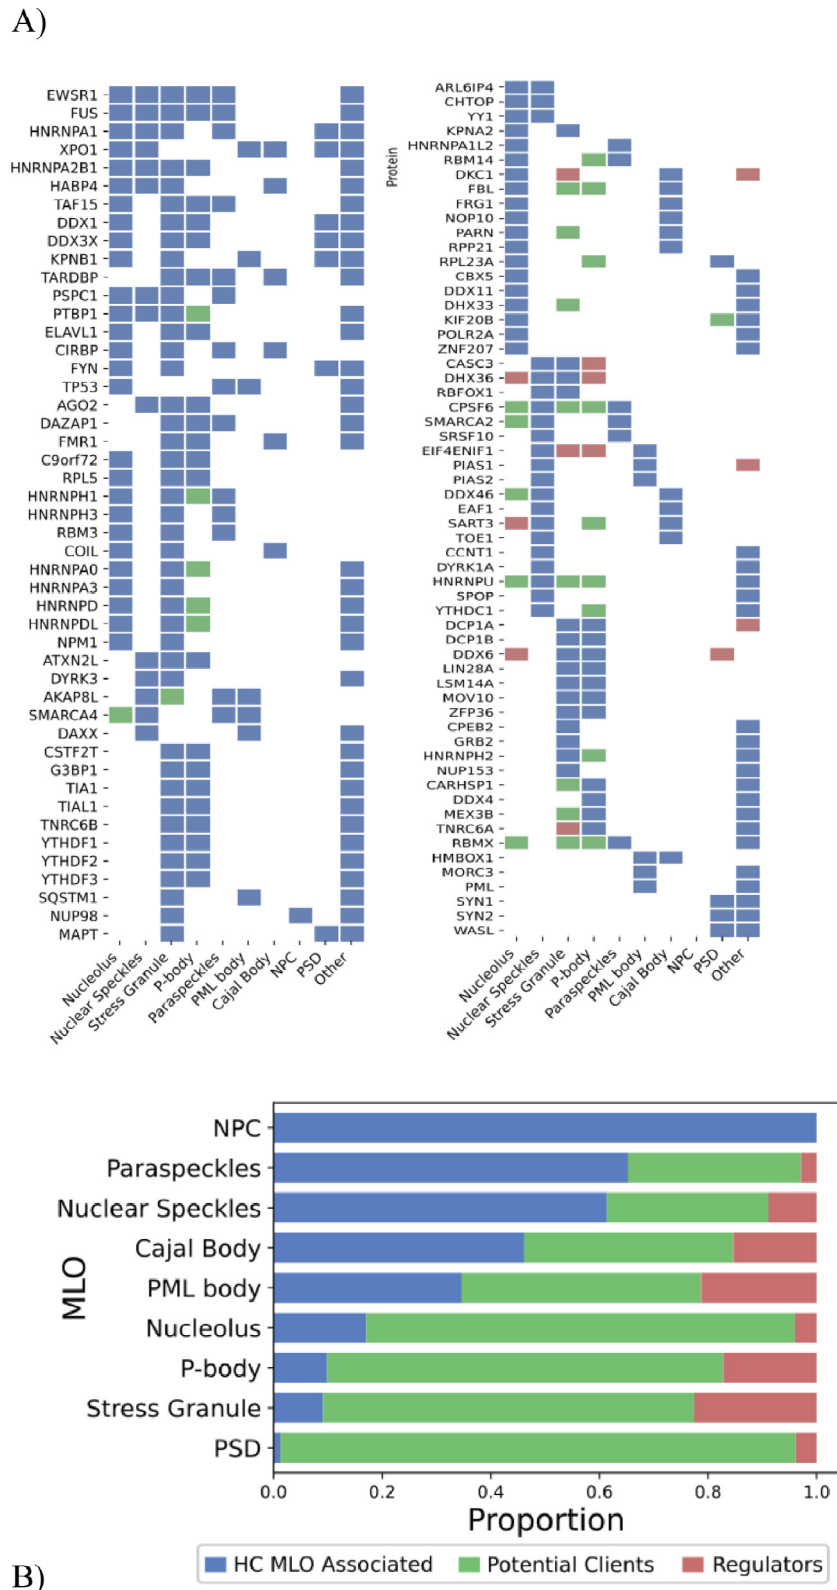 A)
EWSR1
FUS
HNRNPA1
XPO1
HNRNPA2B1
HABP4
TAF15
DDX1
DDX3X
KPNB1
TARDBP
PSPC1
PTBP1
ELAVL1
CIRBP
FYN
TP53
AGO2
DAZAP1
FMR1
C9orf72
RPL5
HNRNPH1
HNRNPH3
RBM3
COIL
HNRNPA0
HNRNPA3
HNRNPD
HNRNPDL
NPM1
ATXN2L
DYRK3
AKAP8L
SMARCA4
DAXX
CSTF2T
G3BP1
TIA1
TIAL1
TNRC6B
YTHDF1
YTHDF2
YTHDF3
SQSTM1
NUP98
MAPT
Nucleolus
Nuclear Speckles
Stress Granule
P-body
Paraspeckles
PML body
Cajal Body
NPC
PSD
Other
Protein
ARL6IP4
CHTOP
YY1
KPNA2
HNRNPA1L2
RBM14
DKC1
FBL
FRG1
NOP10
PARN
RPP21
RPL23A
CBX5
DDX11
DHX33
KIF20B
POLR2A
ZNF207
CASC3
DHX36
RBFOX1
CPSF6
SMARCA2
SRSF10
EIF4ENIF1
PIAS1
PIAS2
DDX46
EAF1
SART3
TOE1
CCNT1
DYRK1A
HNRNPU
SPOP
YTHDC1
DCP1A
DCP1B
DDX6
LIN28A
LSM14A
MOV10
ZFP36
CPEB2
GRB2
HNRNPH2
NUP153
CARHSP1
DDX4
MEX3B
TNRC6A
RBMX
HMBOX1
MORC3
PML
SYN1
SYN2
WASL
Nucleolus
Nuclear Speckles
Stress Granule
P-body
Paraspeckles
PML body
Cajal Body
NPC
PSD
Other
MLO
NPC
Paraspeckles
Nuclear Speckles
Cajal Body
PML body
Nucleolus
P-body
Stress Granule
PSD
0.0 0.2 0.4 0.6 0.8 1.0
Proportion
HC MLO Associated Potential Clients Regulators
B)